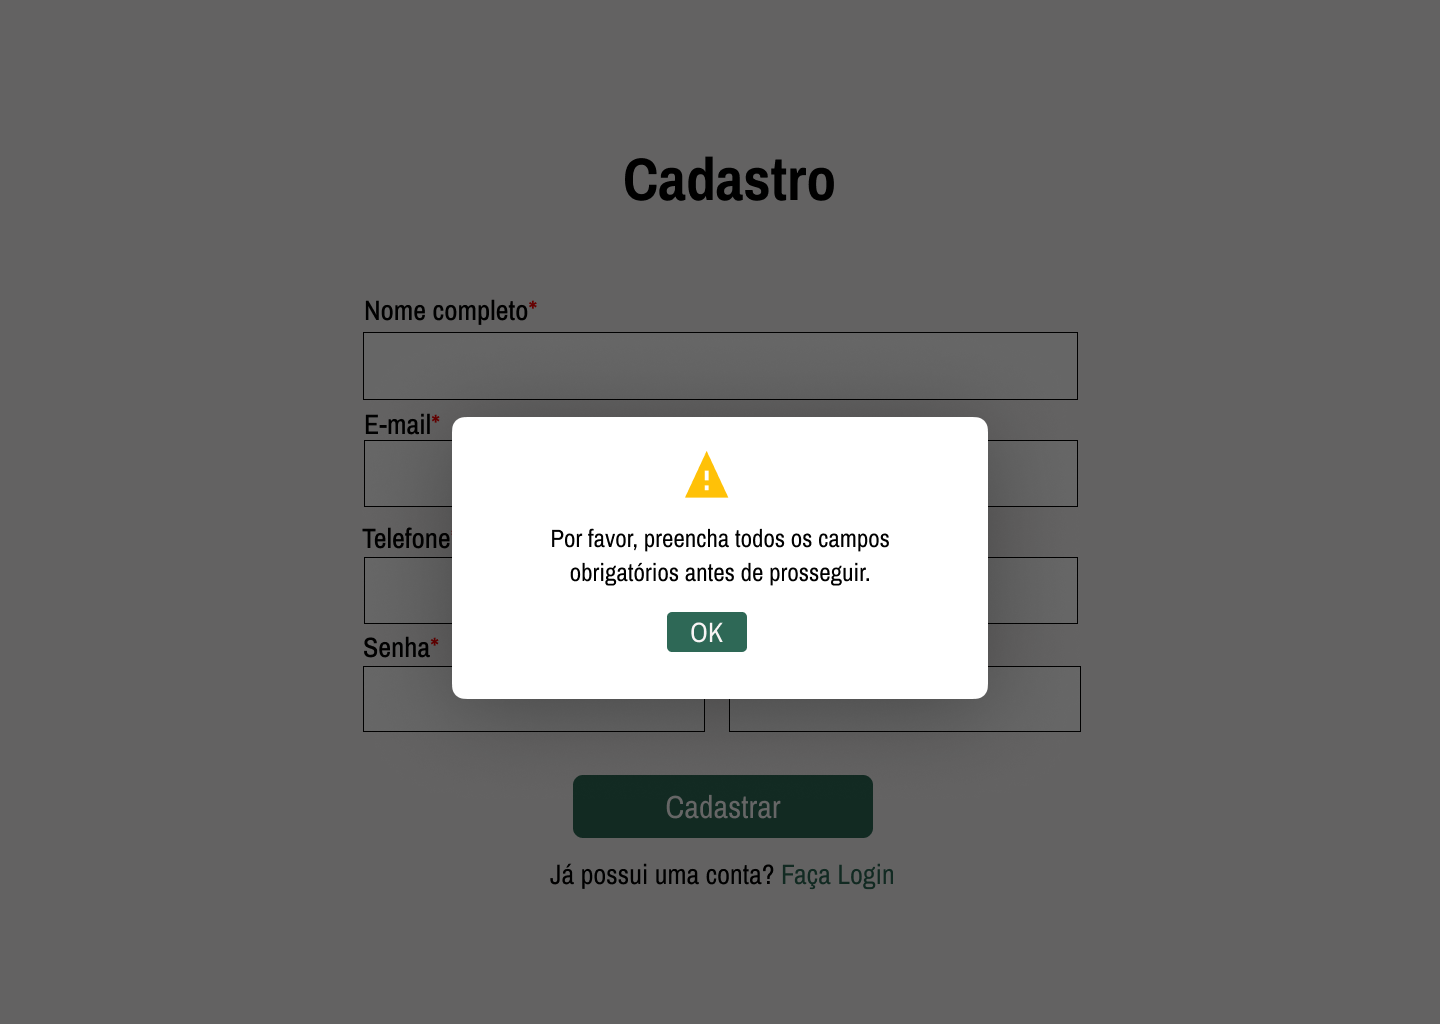 Cadastro
Nome completo*
E-mail*
Telefone
Senha*
Por favor, preencha todos os campos
obrigatórios antes de prosseguir.
OK
Cadastrar
Já possui uma conta? Faça Login